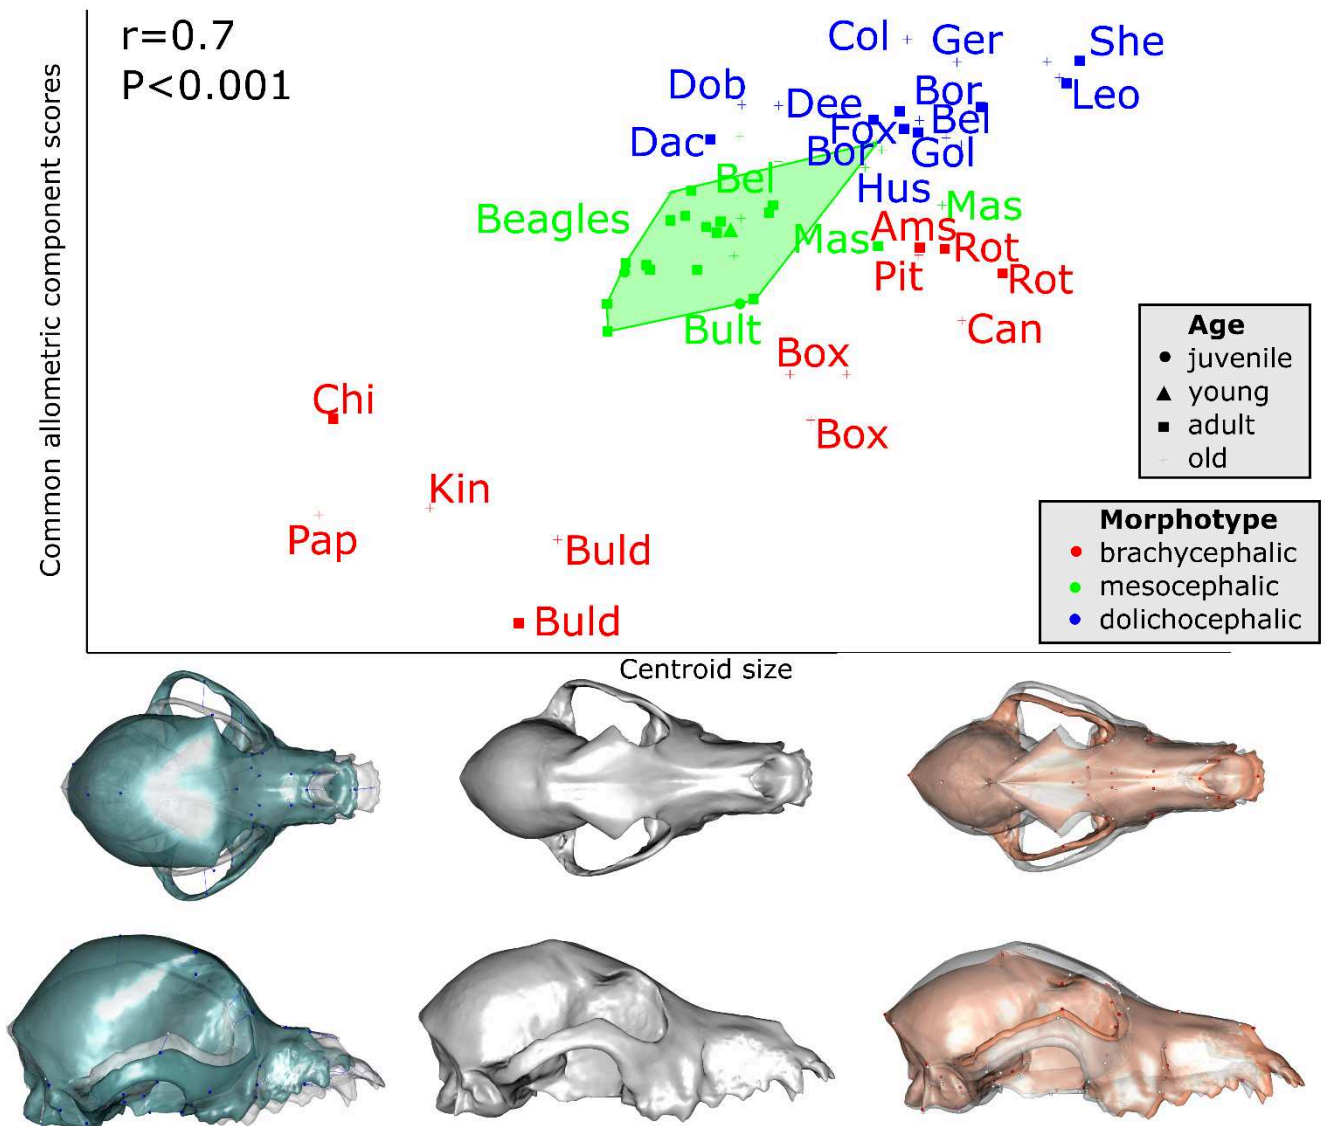 r=0.7
P<0.001
Common allometric component scores
Col
Ger
She
Leo
Dob
Dee
Bor
Fox
Bel
Dac
Bor
Gol
Bel
Hus
Beagles
Mas
Mas
Ams
Rot
Pit
Rot
Bult
Can
Box
Box
Chi
Kin
Pap
Buld
Buld
Age
juvenile
young
adult
old
Morphotype
brachycephalic
mesocephalic
dolichocephalic
Centroid size